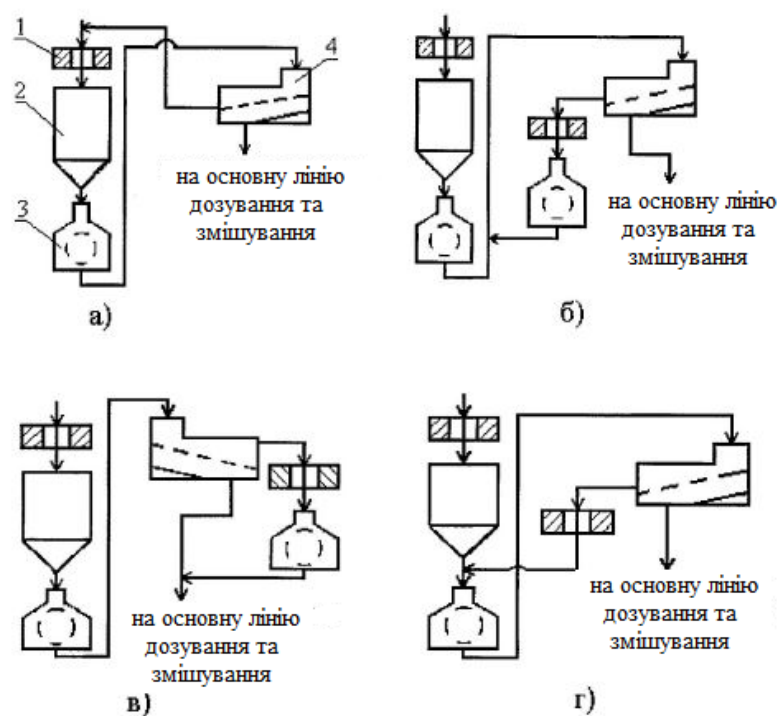 1
2
3
4
на основну лінію
дозування та
змішування
а)
на основну лінію
дозування та
змішування
б)
на основну лінію
дозування та
змішування
в)
на основну лінію
дозування та
змішування
г)